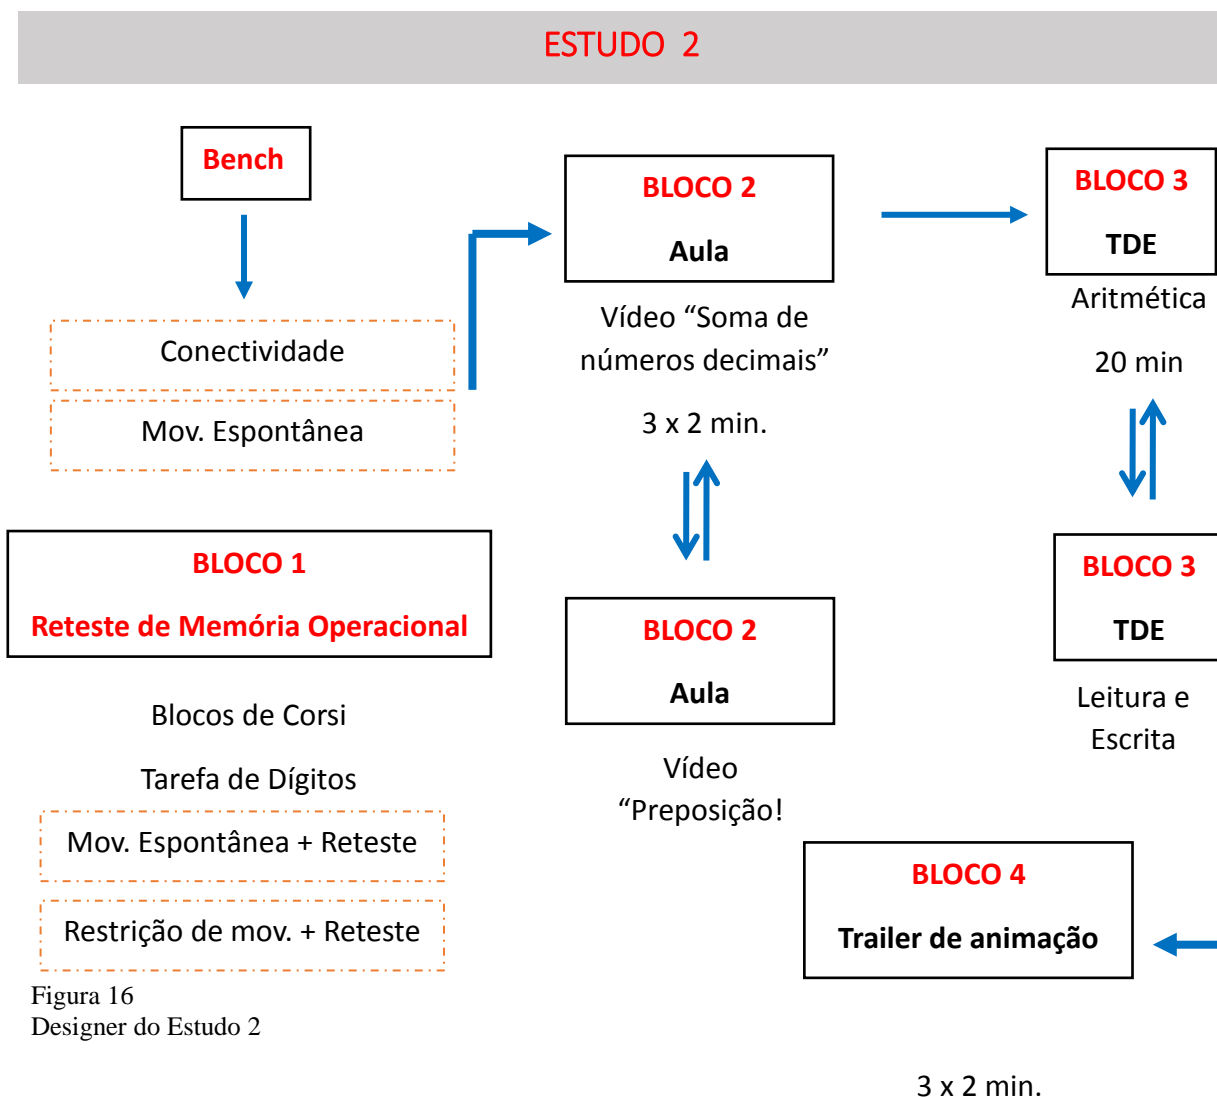 ESTUDO 2
Bench
Conectividade
Mov. Espontânea
BLOCO 1
Reteste de Memória Operacional
Blocos de Corsi
Tarefa de Dígitos
Mov. Espontânea + Reteste
Restrição de mov. + Reteste
BLOCO 2
Aula
Vídeo “Soma de
números decimais”
3 x 2 min.
BLOCO 2
Aula
Vídeo
“Preposição!
BLOCO 3
TDE
Aritmética
20 min
BLOCO 3
TDE
Leitura e
Escrita
BLOCO 4
Trailer de animação
3 x 2 min.
Figura 16
Designer do Estudo 2